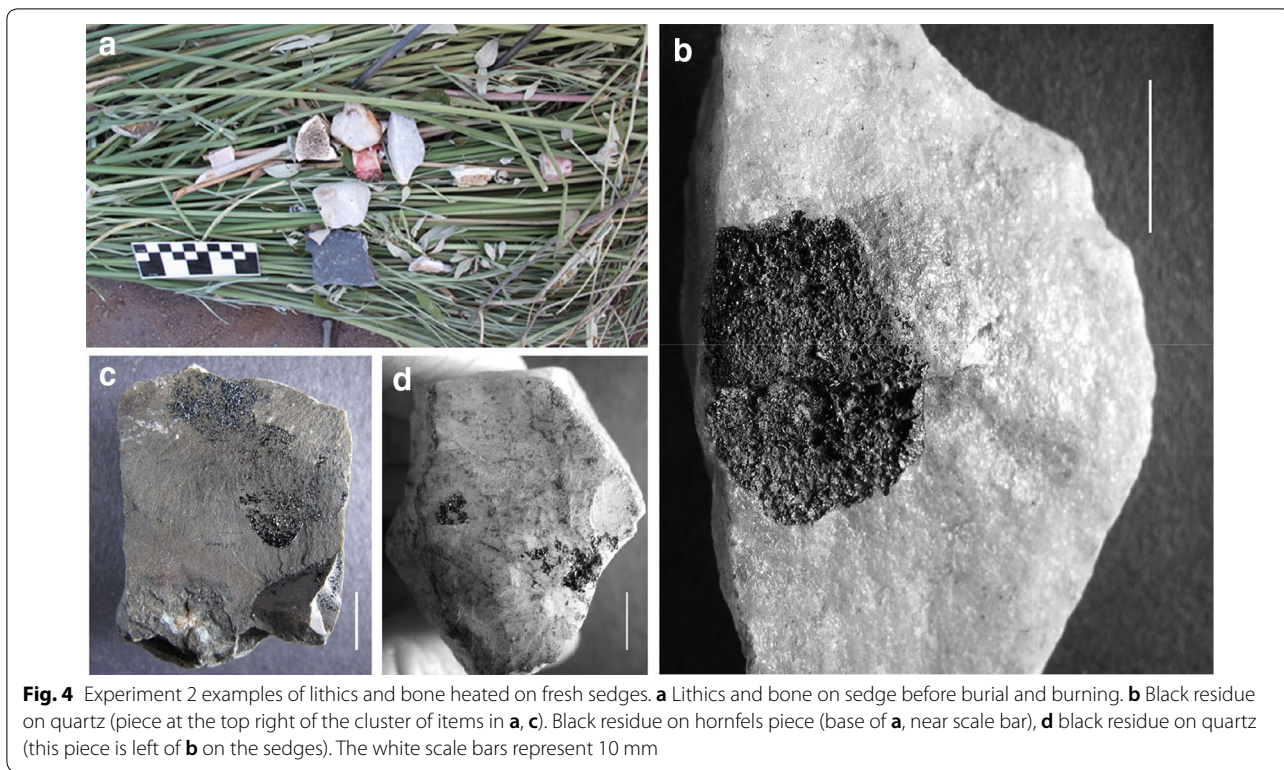 a
b
c
d
Fig. 4 Experiment 2 examples of lithics and bone heated on fresh sedges. a Lithics and bone on sedge before burial and burning. b Black residue
on quartz (piece at the top right of the cluster of items in a, c). Black residue on hornfels piece (base of a, near scale bar), d black residue on quartz
(this piece is left of b on the sedges). The white scale bars represent 10 mm